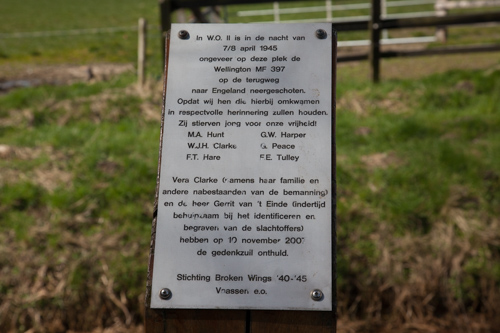 In W.O. II is in de nacht van
7/8 april 1945
ongeveer op deze plek de
Wellington MF 397
op de terugweg
naar Engeland neergeschoten.
Opdat wij hen die hierbij omkwamen
in respectvolle herinnering zullen houden.
Zij stierven jong voor onze vrijheid!
M.A. Hunt G.W. Harper
W.J.H. Clarke G. Peace
F.T. Hare F.E. Tulley
Vera Clarke (namens haar familie en
andere nabestaanden van de bemanning)
en de heer Gerrit van 't Einde (indertijd
behulpzaam bij het identificeren en
begraven van de slachtoffers)
hebben op 10 november
de gedenkzuil onthuld.
Stichting Broken Wings '40-'45
Vaassen e.o.